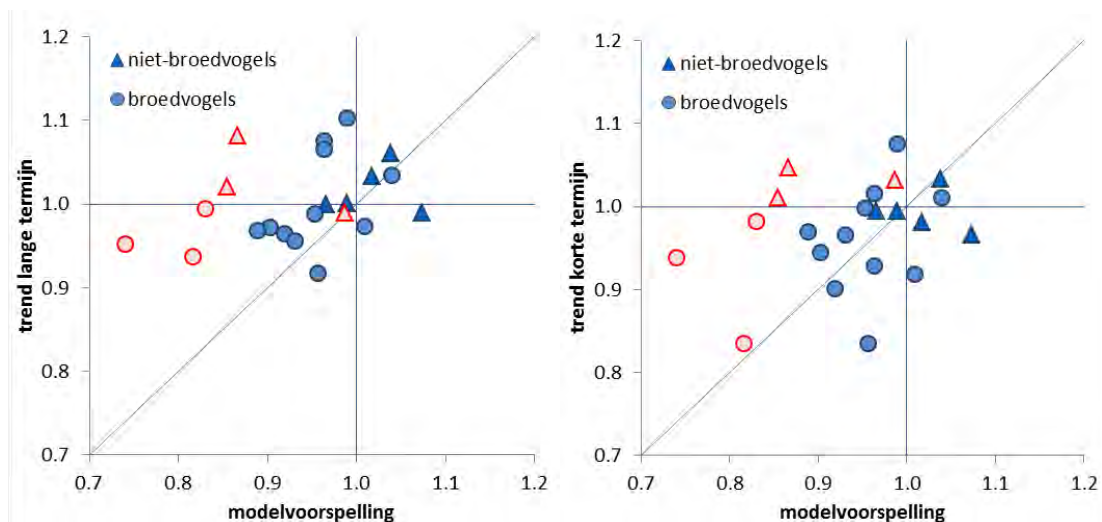 1.2
niet-broedvogels
broedvogels
1.1
1.0
0.9
0.8
0.7
trend lange termijn
0.7 0.8 0.9 1.0 1.1 1.2
modelvoorspelling
1.2
niet-broedvogels
broedvogels
1.1
1.0
0.9
0.8
0.7
trend korte termijn
0.7 0.8 0.9 1.0 1.1 1.2
modelvoorspelling